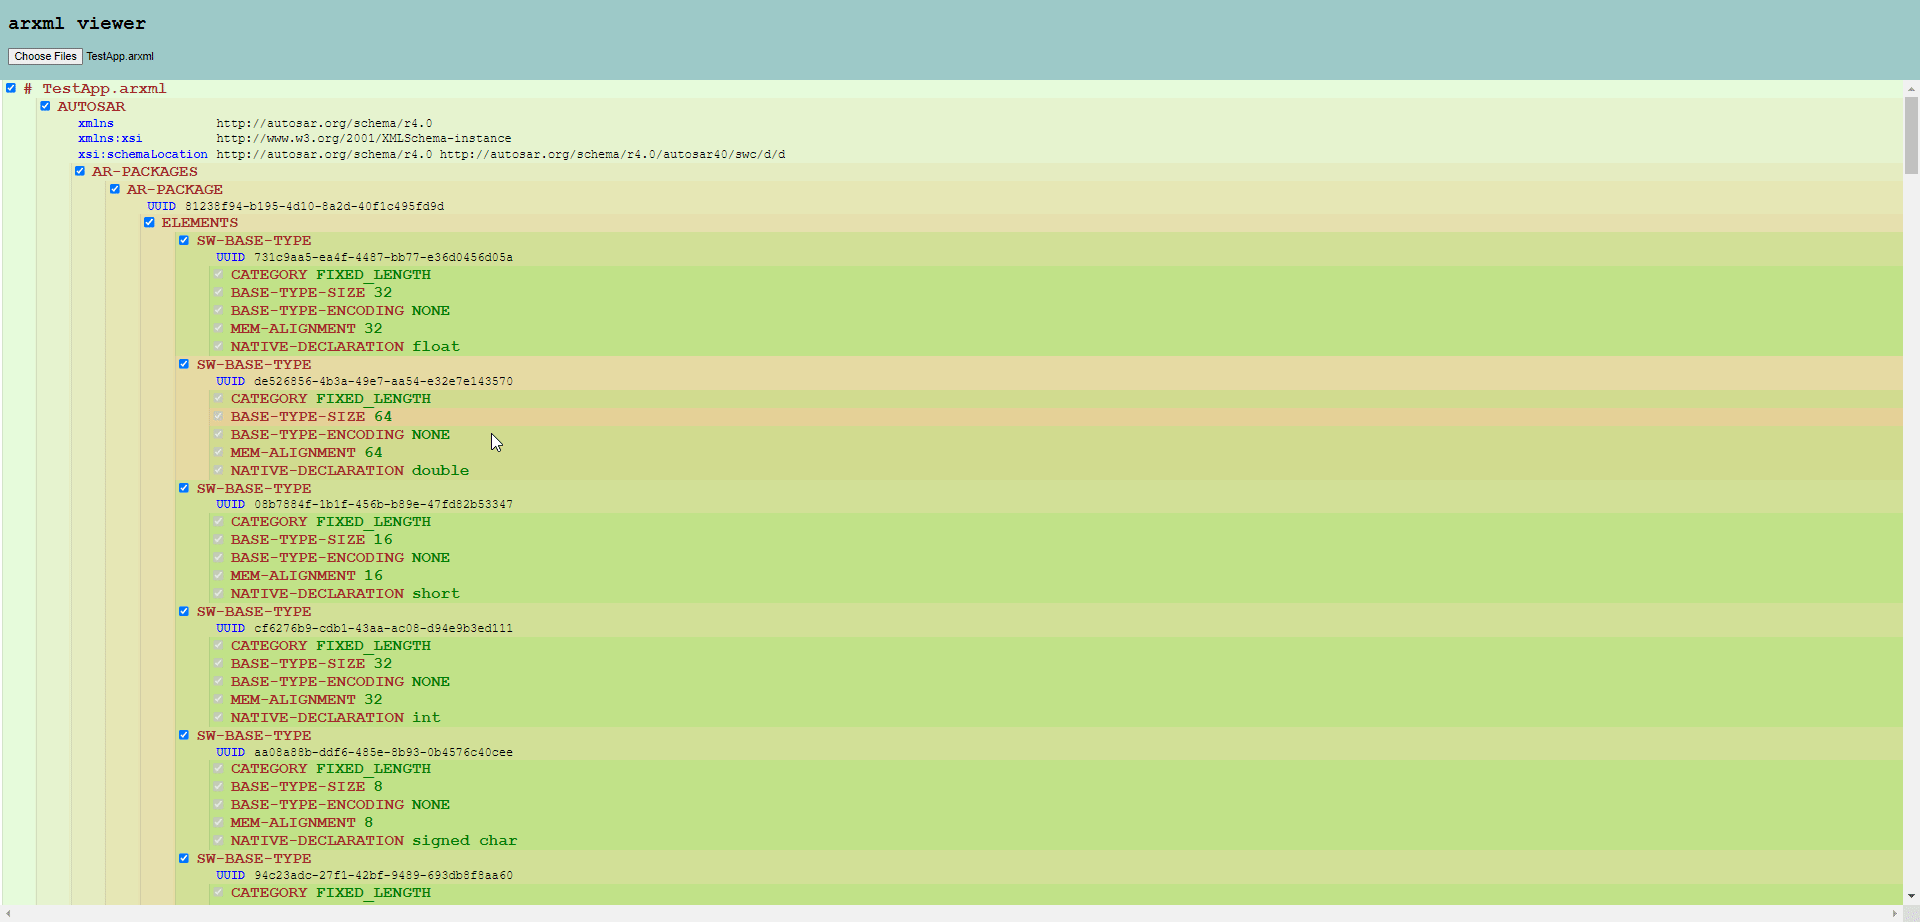 arxml viewer
Choose Files TestApp.arxml
# TestApp.arxml
AUTOSAR
xmlns http://autosar.org/schema/r4.0
xmlns:xsi http://www.w3.org/2001/XMLSchema-instance
xsi:schemaLocation http://autosar.org/schema/r4.0 http://autosar.org/schema/r4.0/autosar40/swc/d/d
AR-PACKAGES
AR-PACKAGE
UUID 81238f94-b195-4d10-8a2d-40f1c495fd9d
ELEMENTS
SW-BASE-TYPE
UUID 731c9aa5-ea4f-4487-bb77-e36d0456d05a
CATEGORY FIXED_LENGTH
BASE-TYPE-SIZE 32
BASE-TYPE-ENCODING NONE
MEM-ALIGNMENT 32
NATIVE-DECLARATION float
SW-BASE-TYPE
UUID de526856-4b3a-49e7-aa54-e32e7e143570
CATEGORY FIXED_LENGTH
BASE-TYPE-SIZE 64
BASE-TYPE-ENCODING NONE
MEM-ALIGNMENT 64
NATIVE-DECLARATION double
SW-BASE-TYPE
UUID 08b7884f-1b1f-456b-b89e-47fd82b53347
CATEGORY FIXED_LENGTH
BASE-TYPE-SIZE 16
BASE-TYPE-ENCODING NONE
MEM-ALIGNMENT 16
NATIVE-DECLARATION short
SW-BASE-TYPE
UUID cf6276b9-cdb1-43aa-ac08-d94e9b3ed111
CATEGORY FIXED_LENGTH
BASE-TYPE-SIZE 32
BASE-TYPE-ENCODING NONE
MEM-ALIGNMENT 32
NATIVE-DECLARATION int
SW-BASE-TYPE
UUID aa08a88b-ddf6-485e-8b93-0b4576c40cee
CATEGORY FIXED_LENGTH
BASE-TYPE-SIZE 8
BASE-TYPE-ENCODING NONE
MEM-ALIGNMENT 8
NATIVE-DECLARATION signed char
SW-BASE-TYPE
UUID 94c23adc-27f1-42bf-9489-693db8f8aa60
CATEGORY FIXED_LENGTH